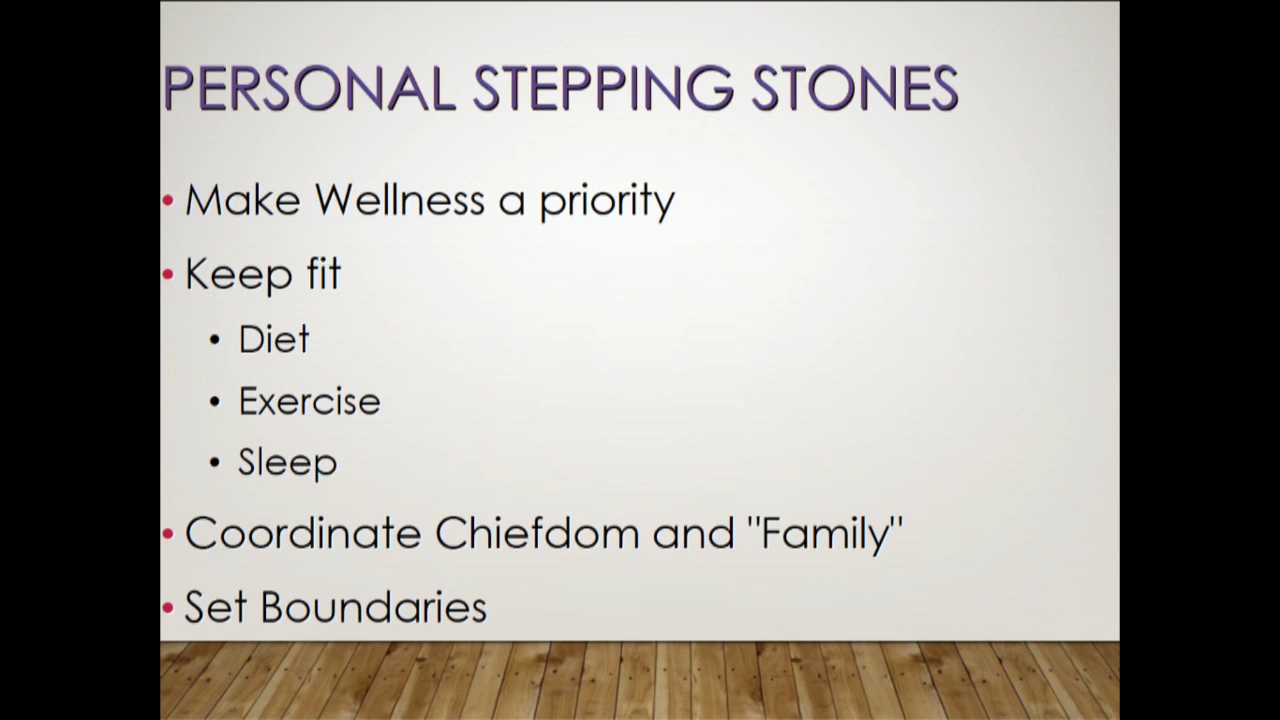 PERSONAL STEPPING STONES
• Make Wellness a priority
• Keep fit
• Diet
• Exercise
• Sleep
• Coordinate Chiefdom and "Family"
• Set Boundaries